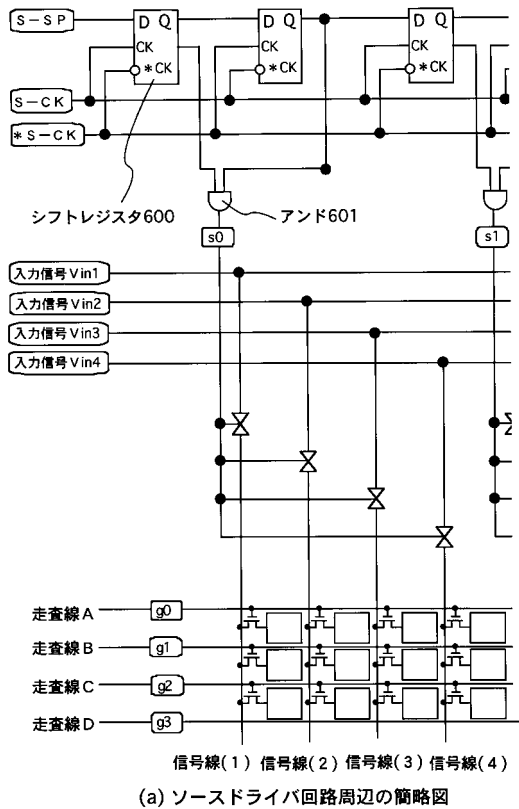 S-SP
D Q
CK
*CK
D Q
CK
*CK
D Q
CK
*CK
S-CK
*S-CK
シフトレジスタ600
アンド601
s0
s1
入力信号Vin1
入力信号Vin2
入力信号Vin3
入力信号Vin4
走査線A
g0
走査線B
g1
走査線C
g2
走査線D
g3
信号線(1) 信号線(2) 信号線(3) 信号線(4)
(a) ソースドライバ回路周辺の簡略図